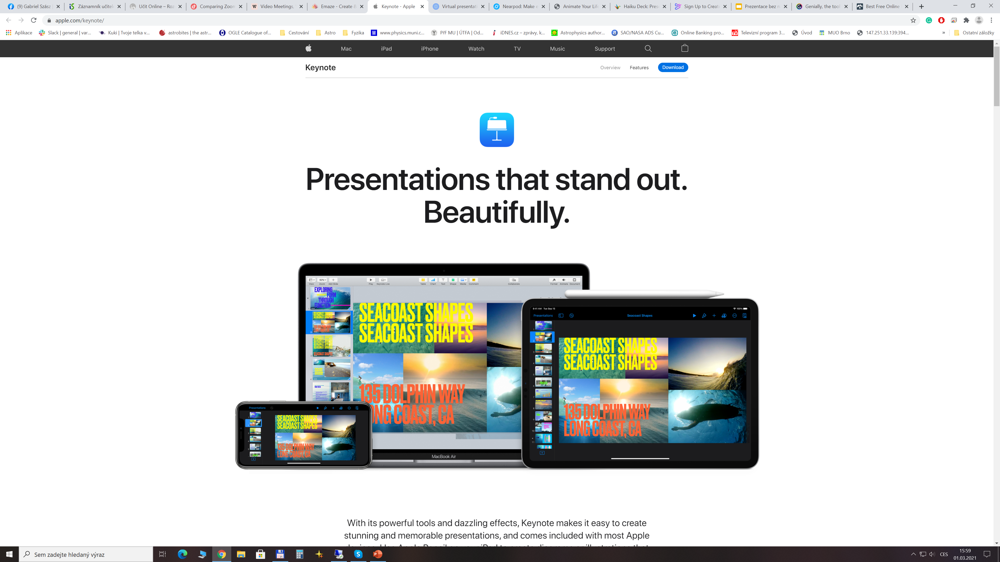 (9) Gabriel Szász
Záznamník učitel
Učit Online – Roz
Comparing Zoom
Video Meetings,
Emaze - Create &
Keynote - Apple
Virtual presentati
Nearpod: Make e
Animate Your Life
Haiku Deck: Prese
Sign Up to Create
Prezentace bez n
Genially, the tool
Best Free Online
apple.com/keynote/
Aplikace
Slack | general | var...
Kuki | Tvoje telka v...
astrobites | the astr...
OGLE Catalogue of...
Cestování
Astro
Fyzika
www.physics.muni.c...
PřF MU | ÚTFA | Od...
iDNES.cz – zprávy, k...
Astrophysics author...
SAO/NASA ADS Cu...
Online Banking pro...
Televizní program 3...
Úvod
MUO Brno
147.251.33.139:394...
»
Ostatní záložky
Mac
iPad
iPhone
Watch
TV
Music
Support
Keynote
Overview
Features
Download
Presentations that stand out.
Beautifully.
62%
View
Zoom
Add Slide
Play
Keynote Live
Table
Chart
Text
Shape
Media
Comment
Collaborate
Format
Animate
Document
EXPLORING
FORM
THROUGH
FUNCTION
SEACOAST SHAPES
SEACOAST SHAPES
135 DOLPHIN WAY
LONG COAST, CA
MacBook Air
9:41 AM Tue Sep 15
100%
Presentations
Seacoast Shapes
SEACOAST SHAPES
SEACOAST SHAPES
135 DOLPHIN WAY
LONG COAST, CA
Presentations
SEACOAST SHAPES
SEACOAST SHAPES
135 DOLPHIN WAY
LONG COAST, CA
With its powerful tools and dazzling effects, Keynote makes it easy to create
stunning and memorable presentations, and comes included with most Apple
Sem zadejte hledaný výraz
CES
15:59
01.03.2021